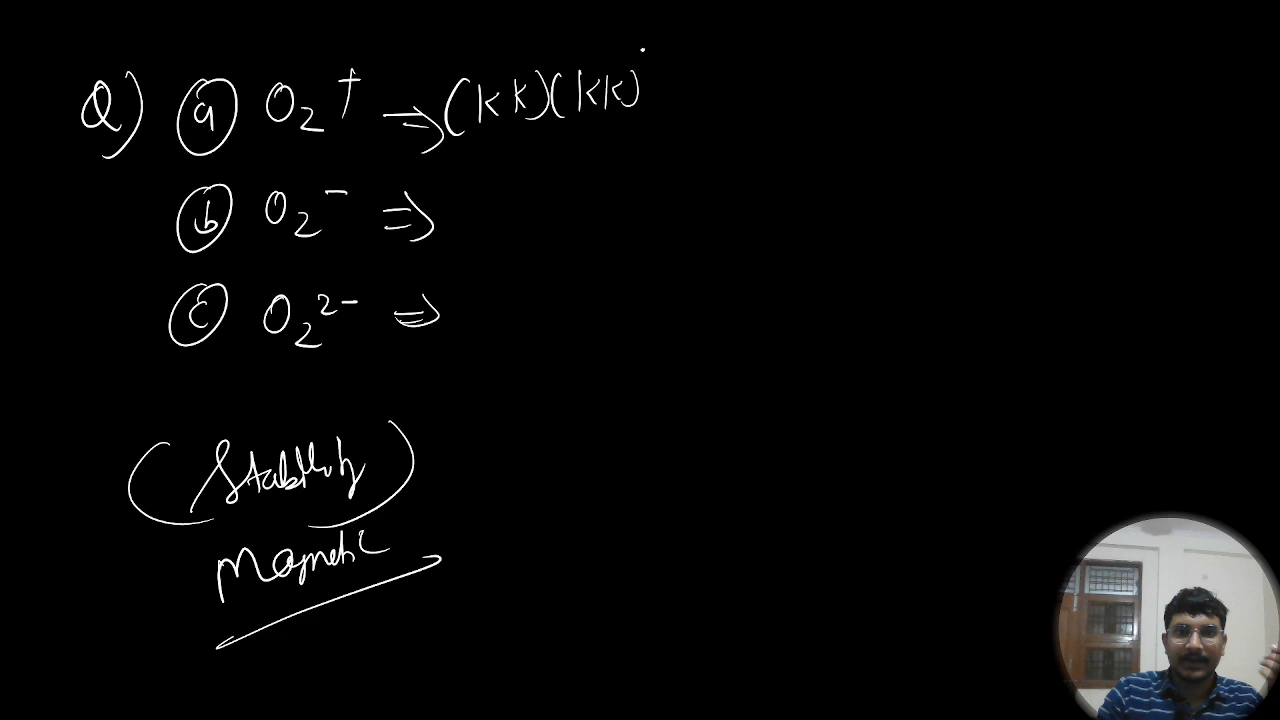 Q) a O₂⁺ ⇒ (KK)(KK)
b O₂⁻ ⇒
c O₂²⁻ ⇒
(Stability)
Magnetic